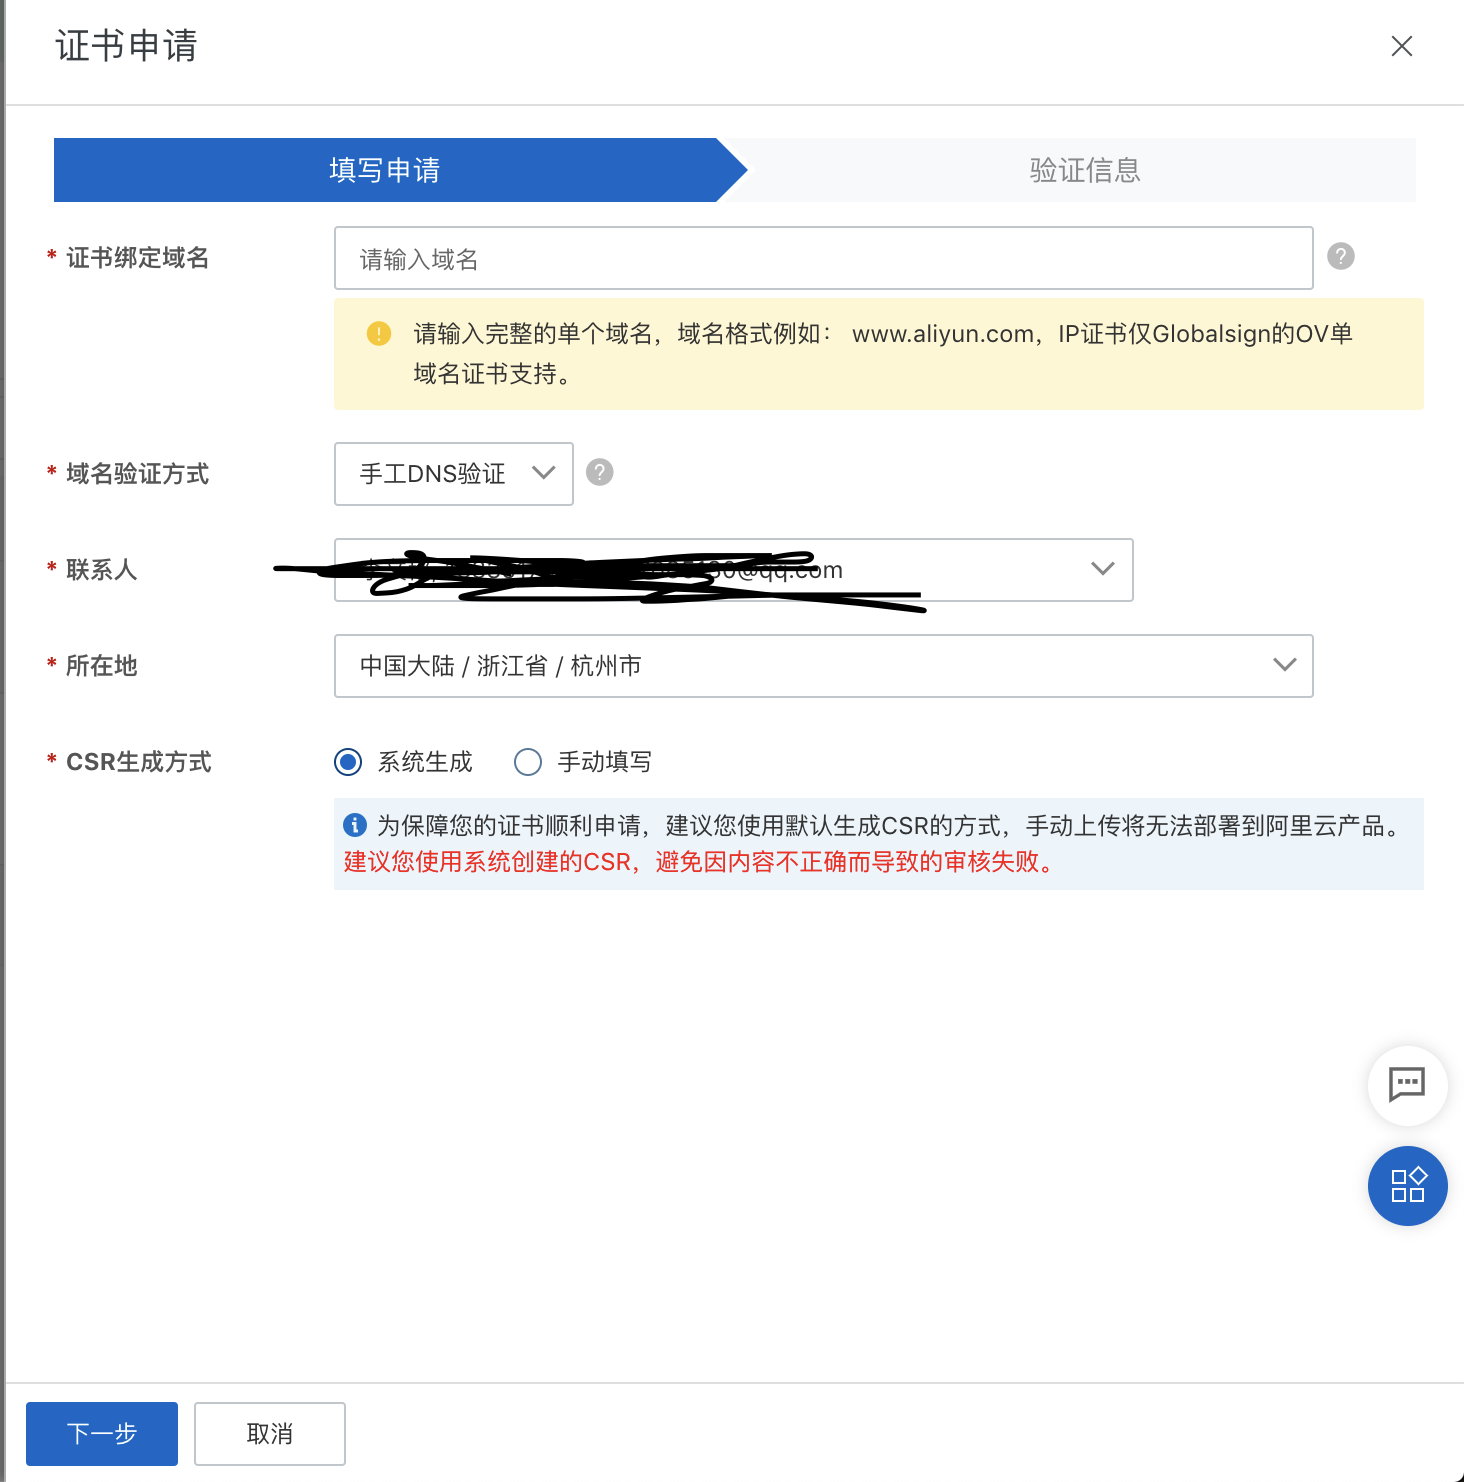 证书申请
填写申请
验证信息
* 证书绑定域名
请输入域名
请输入完整的单个域名，域名格式例如： www.aliyun.com，IP证书仅Globalsign的OV单
域名证书支持。
* 域名验证方式
手工DNS验证
* 联系人
@qq.com
* 所在地
中国大陆 / 浙江省 / 杭州市
* CSR生成方式
系统生成
手动填写
为保障您的证书顺利申请，建议您使用默认生成CSR的方式，手动上传将无法部署到阿里云产品。
建议您使用系统创建的CSR，避免因内容不正确而导致的审核失败。
下一步
取消